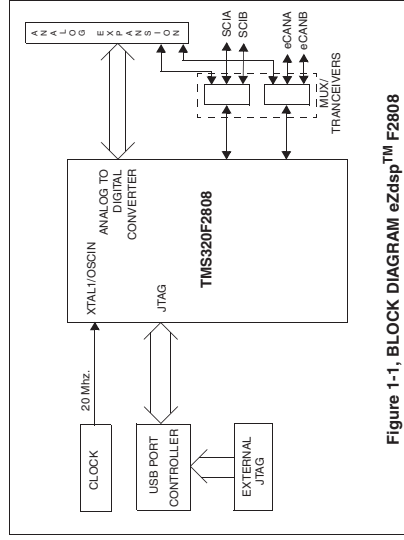 ANALOG EXPANSION
SCIA
SCIB
eCANA
eCANB
MUX/
TRANCEIVERS
ANALOG TO
DIGITAL
CONVERTER
XTAL1/OSCIN
TMS320F2808
JTAG
20 Mhz.
CLOCK
USB PORT
CONTROLLER
EXTERNAL
JTAG
Figure 1-1, BLOCK DIAGRAM eZdsp™ F2808